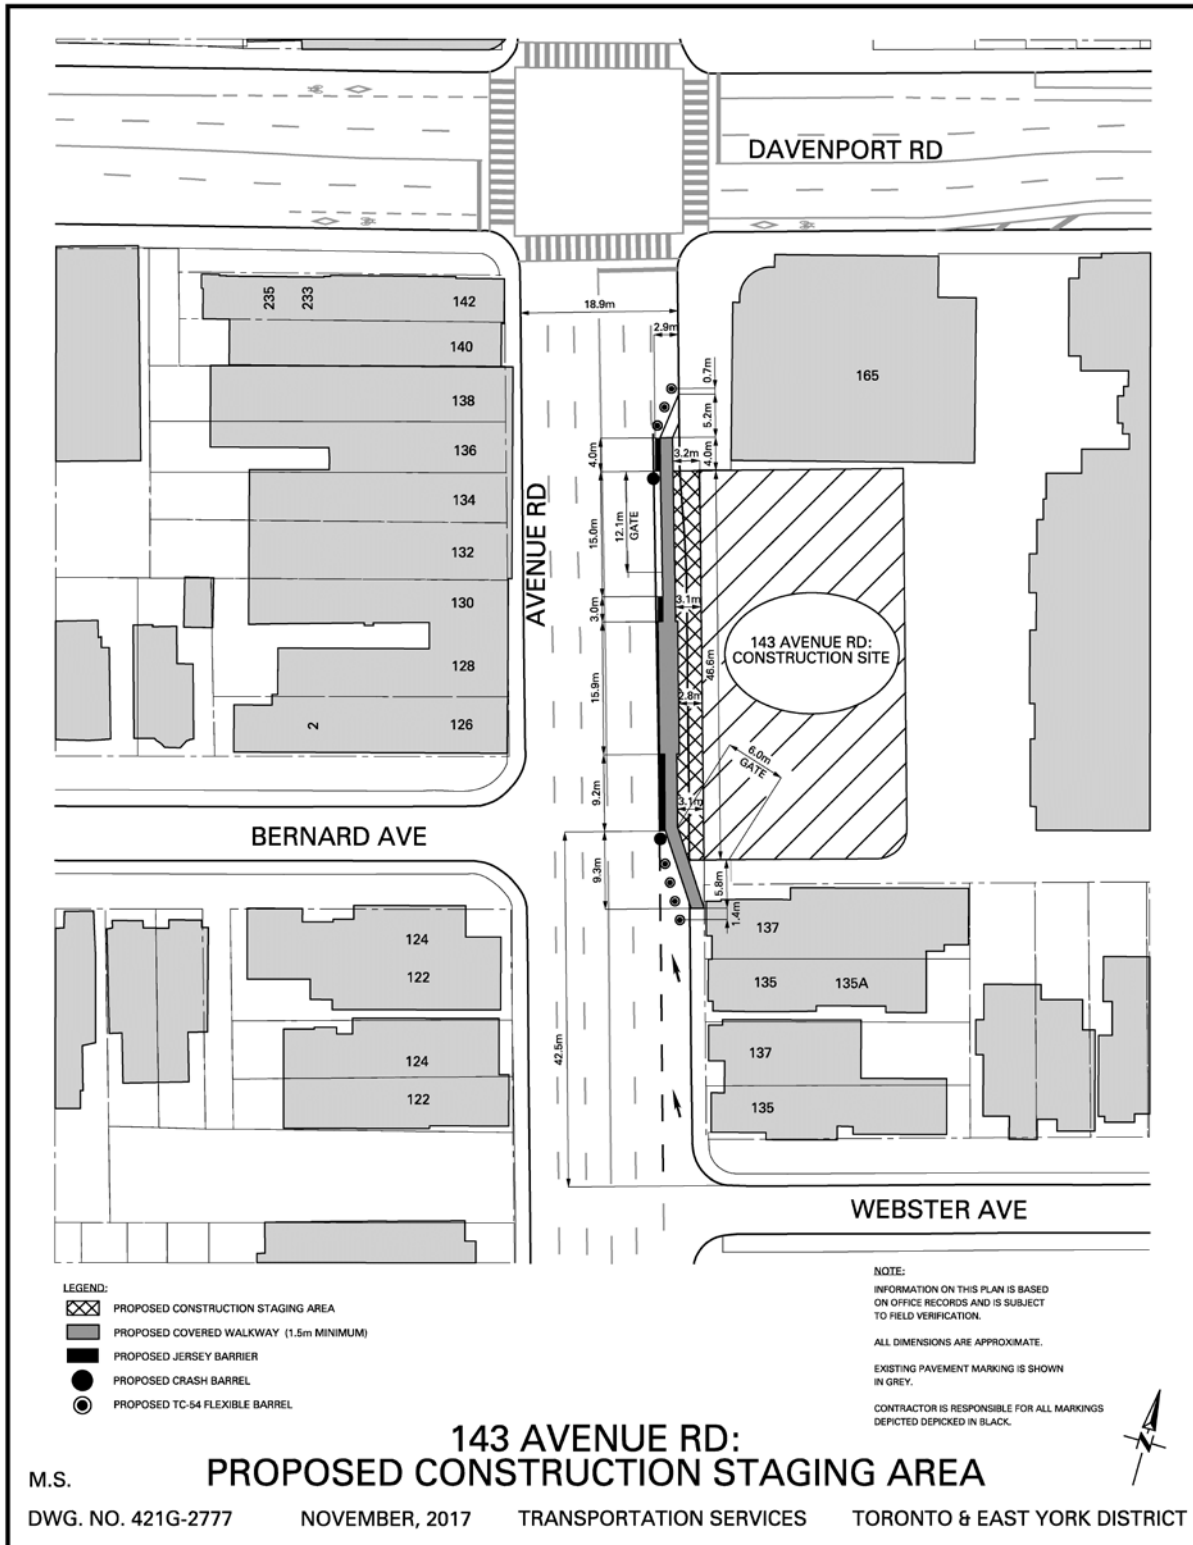 DAVENPORT RD
18.9m
2.9m
0.7m
5.2m
4.0m
4.0m
3.2m
235
233
142
140
138
136
134
132
130
128
2
126
165
AVENUE RD
15.0m
12.1m
GATE
3.0m
3.1m
15.9m
46.6m
2.8m
143 AVENUE RD:
CONSTRUCTION SITE
6.0m
GATE
9.2m
3.1m
BERNARD AVE
9.3m
5.8m
1.4m
124
122
137
135
135A
42.5m
124
122
137
135
WEBSTER AVE
LEGEND:
PROPOSED CONSTRUCTION STAGING AREA
PROPOSED COVERED WALKWAY (1.5m MINIMUM)
PROPOSED JERSEY BARRIER
PROPOSED CRASH BARREL
PROPOSED TC-54 FLEXIBLE BARREL
NOTE:
INFORMATION ON THIS PLAN IS BASED
ON OFFICE RECORDS AND IS SUBJECT
TO FIELD VERIFICATION.
ALL DIMENSIONS ARE APPROXIMATE.
EXISTING PAVEMENT MARKING IS SHOWN
IN GREY.
CONTRACTOR IS RESPONSIBLE FOR ALL MARKINGS
DEPICTED DEPICKED IN BLACK.
N
143 AVENUE RD:
PROPOSED CONSTRUCTION STAGING AREA
M.S.
DWG. NO. 421G-2777 NOVEMBER, 2017 TRANSPORTATION SERVICES TORONTO & EAST YORK DISTRICT